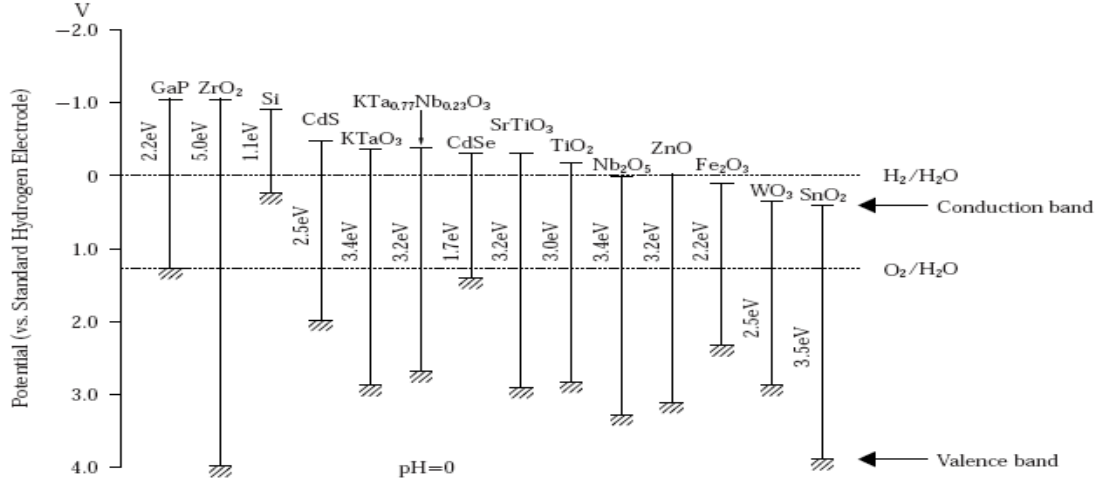 V
−2.0
−1.0
0
1.0
2.0
3.0
4.0
Potential (vs. Standard Hydrogen Electrode)
GaP
ZrO₂
Si
CdS
KTaO₃
KTa₀.₇₇Nb₀.₂₃O₃
CdSe
SrTiO₃
TiO₂
Nb₂O₅
ZnO
Fe₂O₃
WO₃
SnO₂
2.2eV
5.0eV
1.1eV
2.5eV
3.4eV
3.2eV
1.7eV
3.2eV
3.0eV
3.4eV
3.2eV
2.2eV
2.5eV
3.5eV
H₂/H₂O
Conduction band
O₂/H₂O
Valence band
pH=0